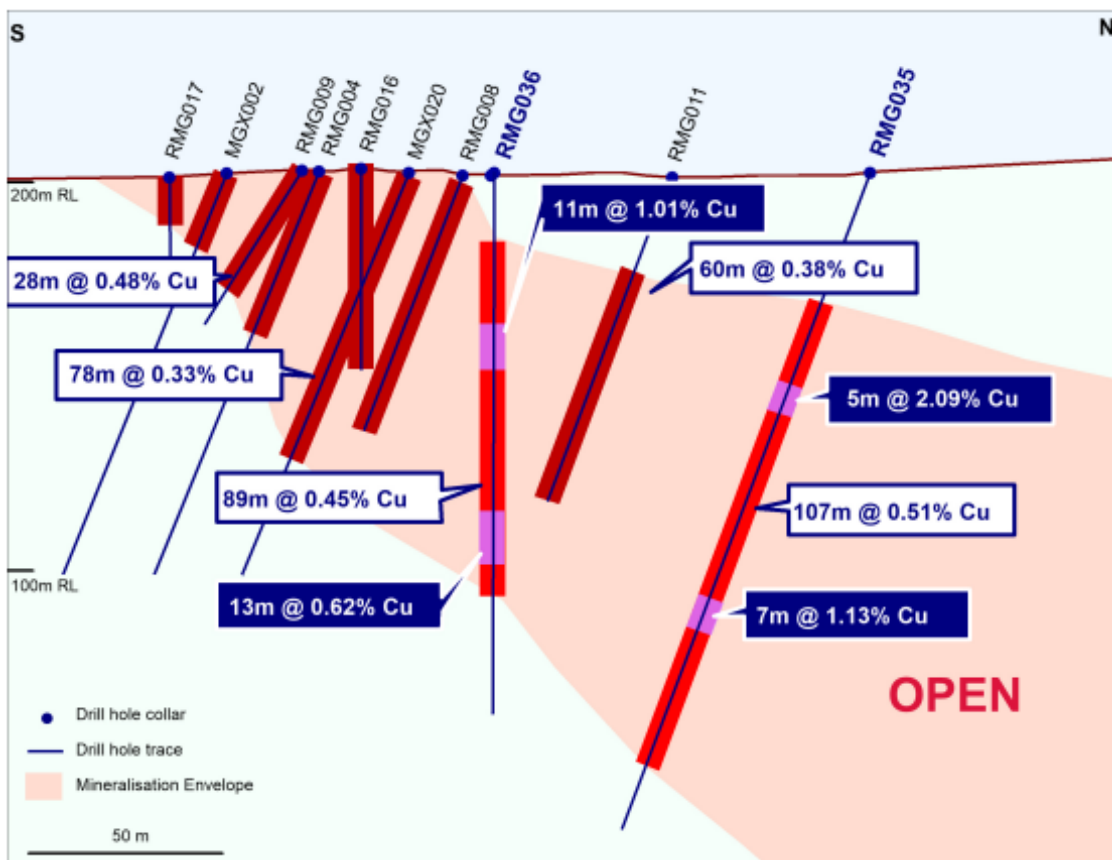 S
N
RMG017
MGX002
RMG009
RMG004
RMG016
MGX020
RMG008
RMG036
RMG011
RMG035
200m RL
11m @ 1.01% Cu
28m @ 0.48% Cu
60m @ 0.38% Cu
78m @ 0.33% Cu
5m @ 2.09% Cu
89m @ 0.45% Cu
107m @ 0.51% Cu
100m RL
13m @ 0.62% Cu
7m @ 1.13% Cu
OPEN
Drill hole collar
Drill hole trace
Mineralisation Envelope
50 m